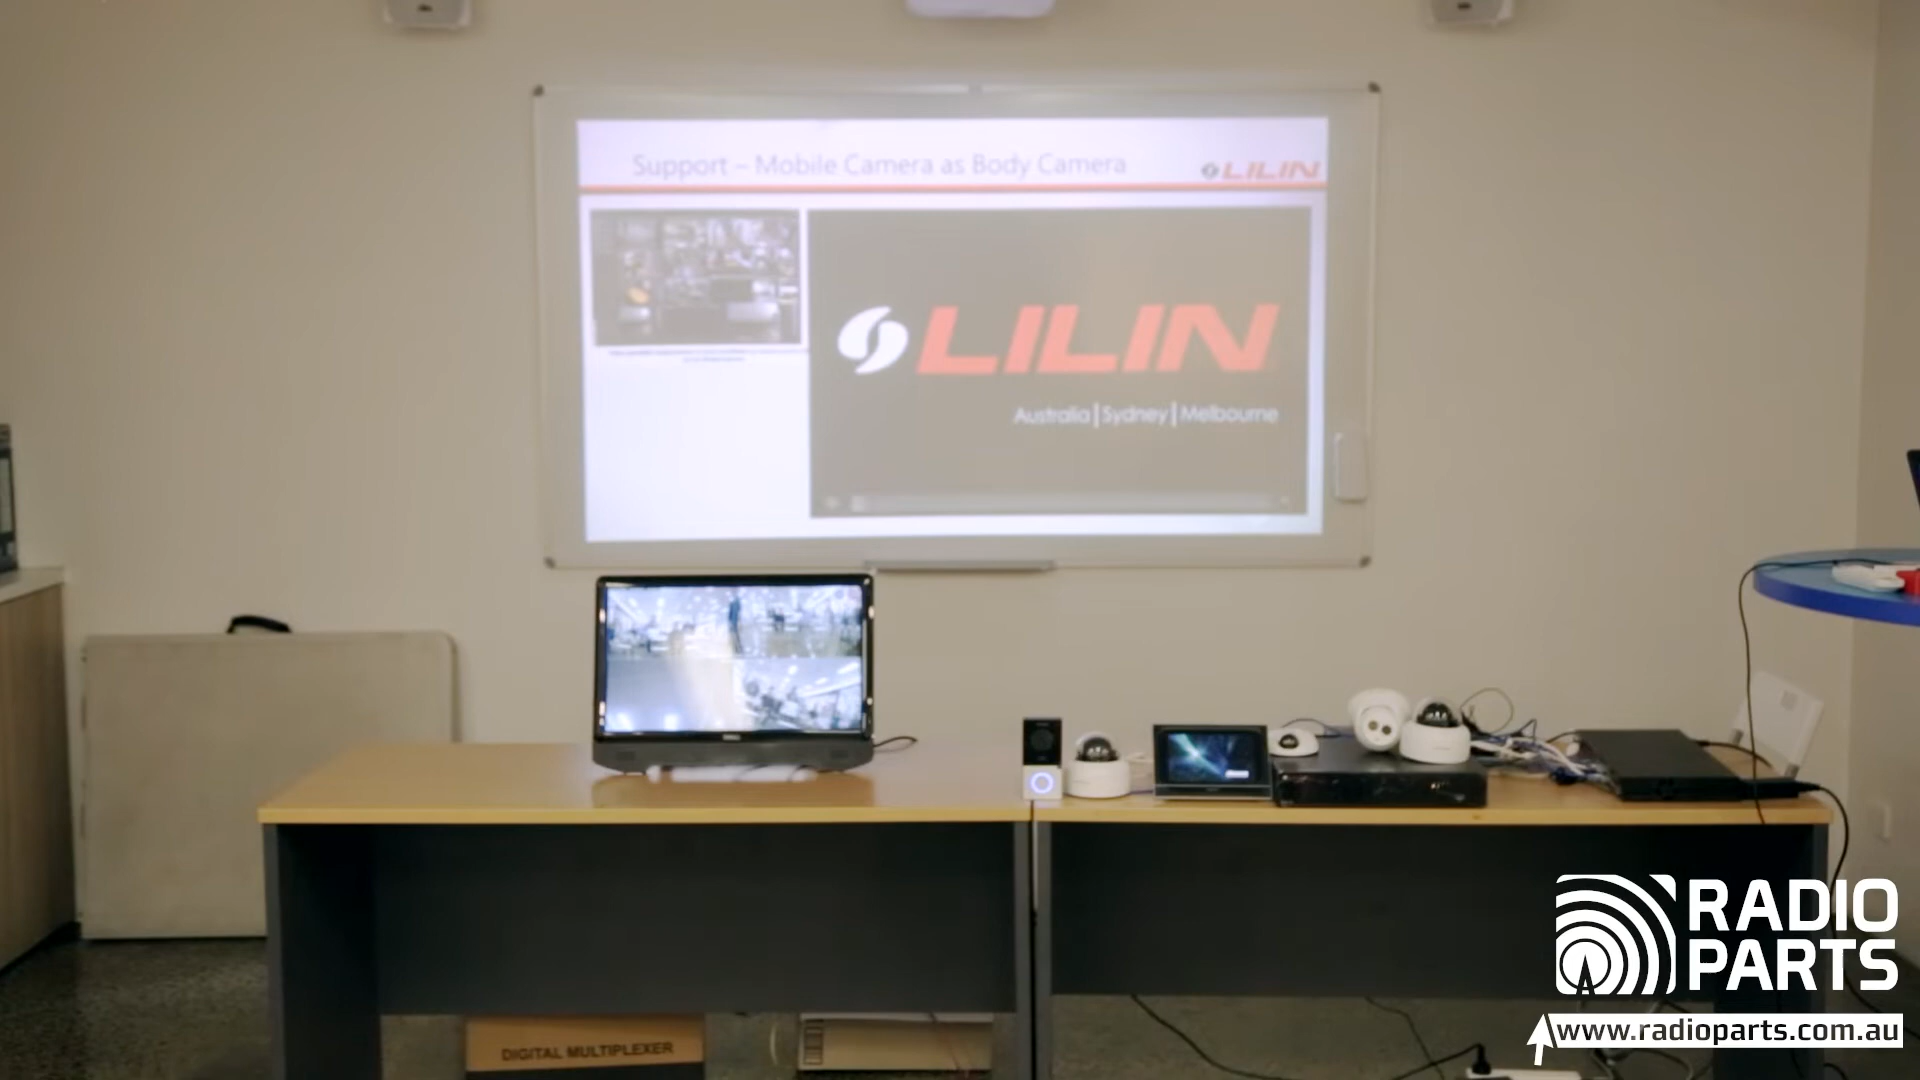 Support – Mobile Camera as Body Camera
LILIN
LILIN
Australia|Sydney|Melbourne
DELL
DIGITAL MULTIPLEXER
RADIO
PARTS
www.radioparts.com.au